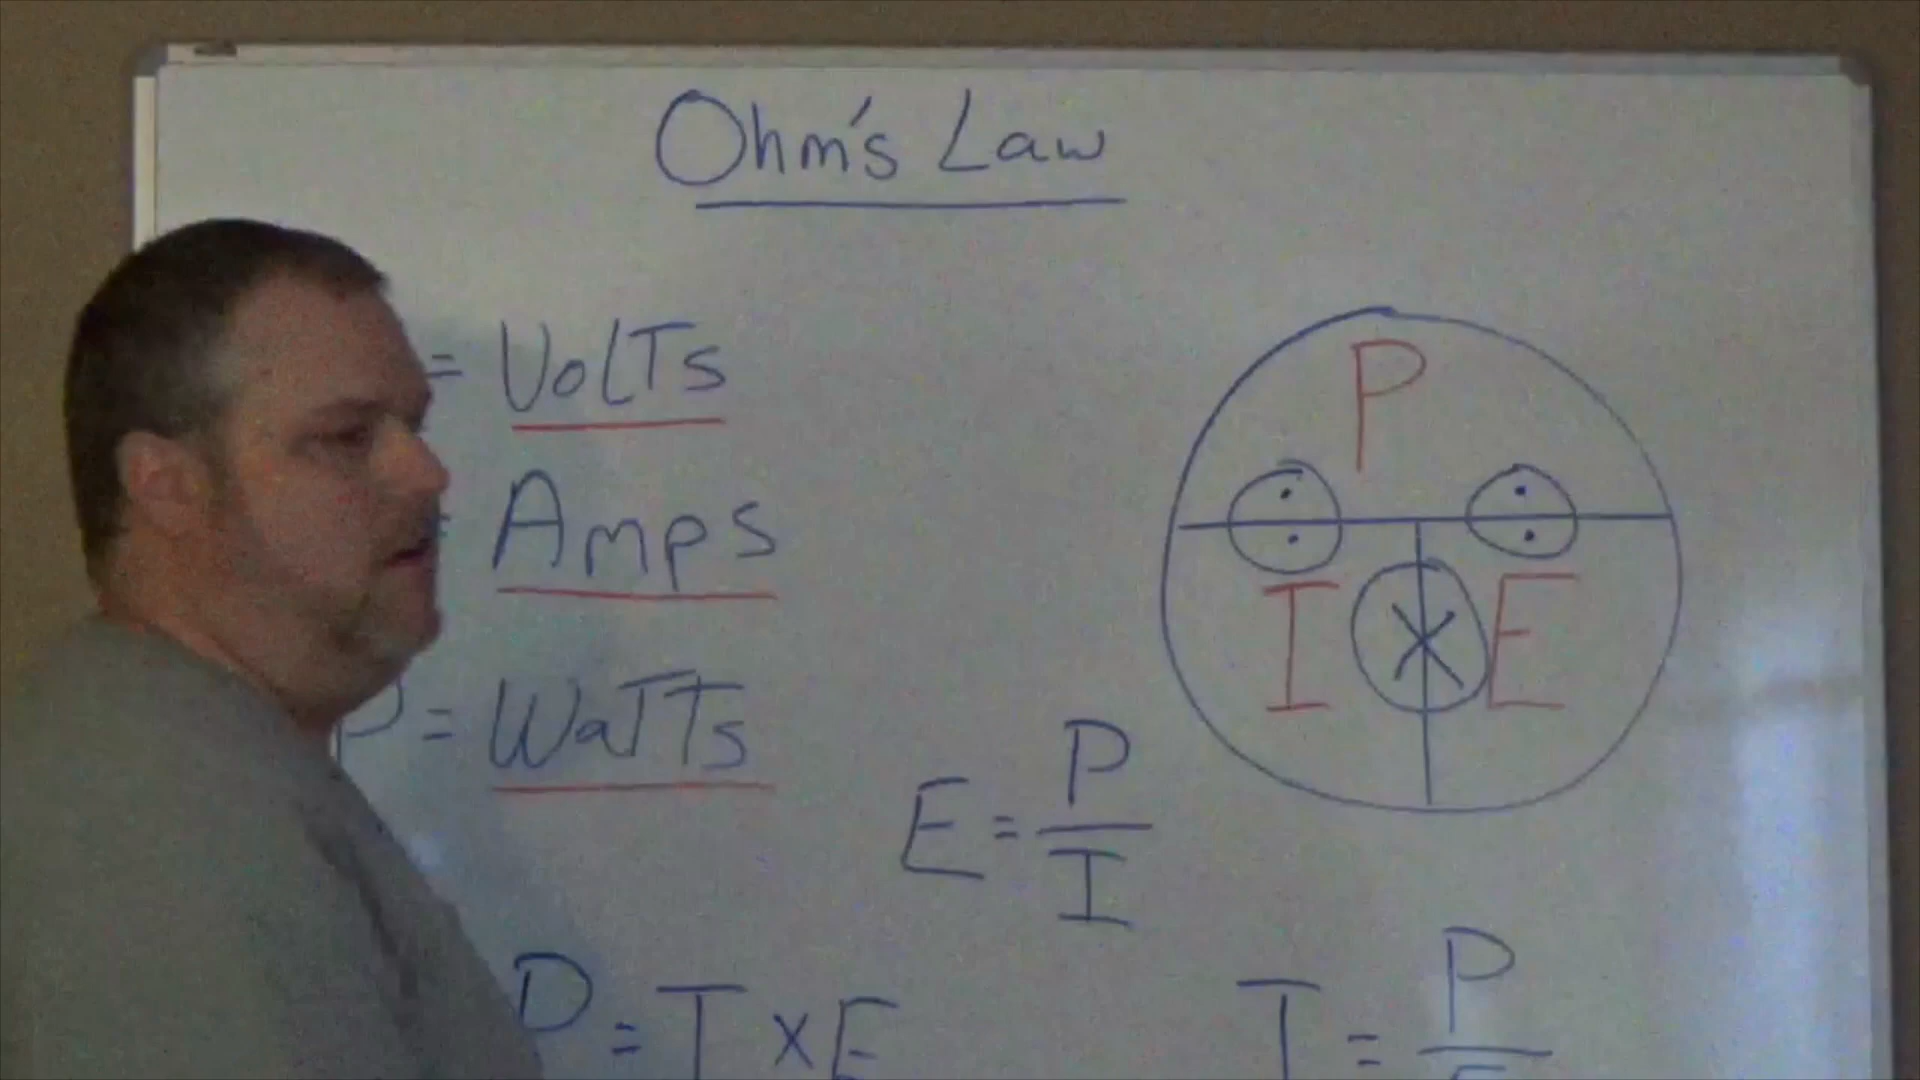 Ohm's Law
= VolTs
P
= Amps
I X E
P = WaTTs
E = P
I
P = I x E
I = P
E